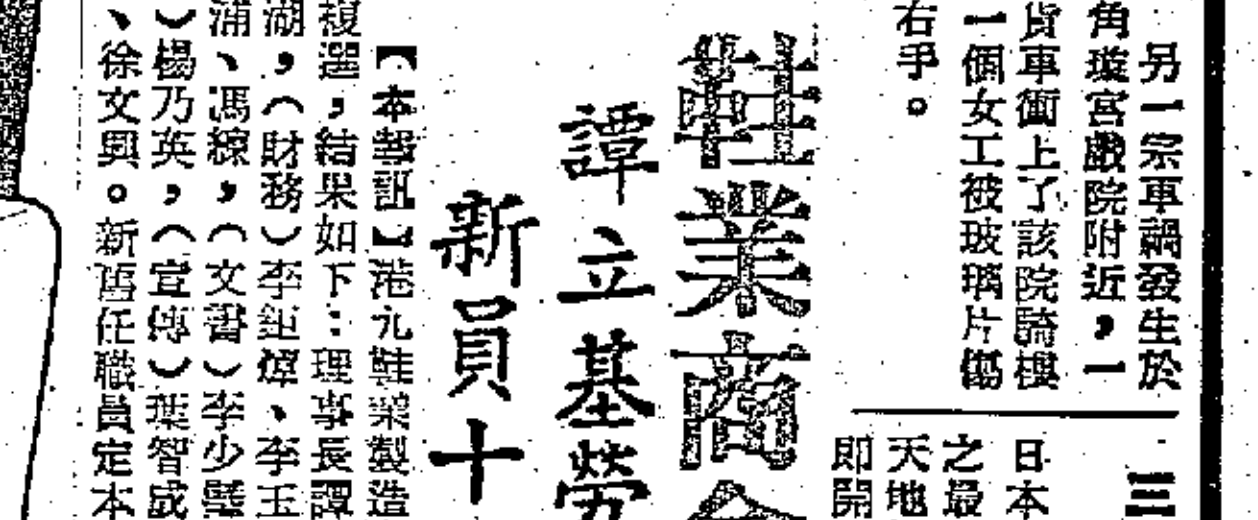 另一宗車禍發生於
角璇宮戲院附近，一
貨車衝上了該院騎樓
一個女工被玻璃片傷
右手。
三
日本
之最
天地
即開
鞋業商會
譚立基勞
新員十
【本報訊】港九鞋業製造
複選，結果如下：理事長譚
湖，（財務）李鉅焯、李玉
浦、馮綠，（文書）李少
）楊乃英，（宣傳）葉智成
、徐文興。新舊任職員定本